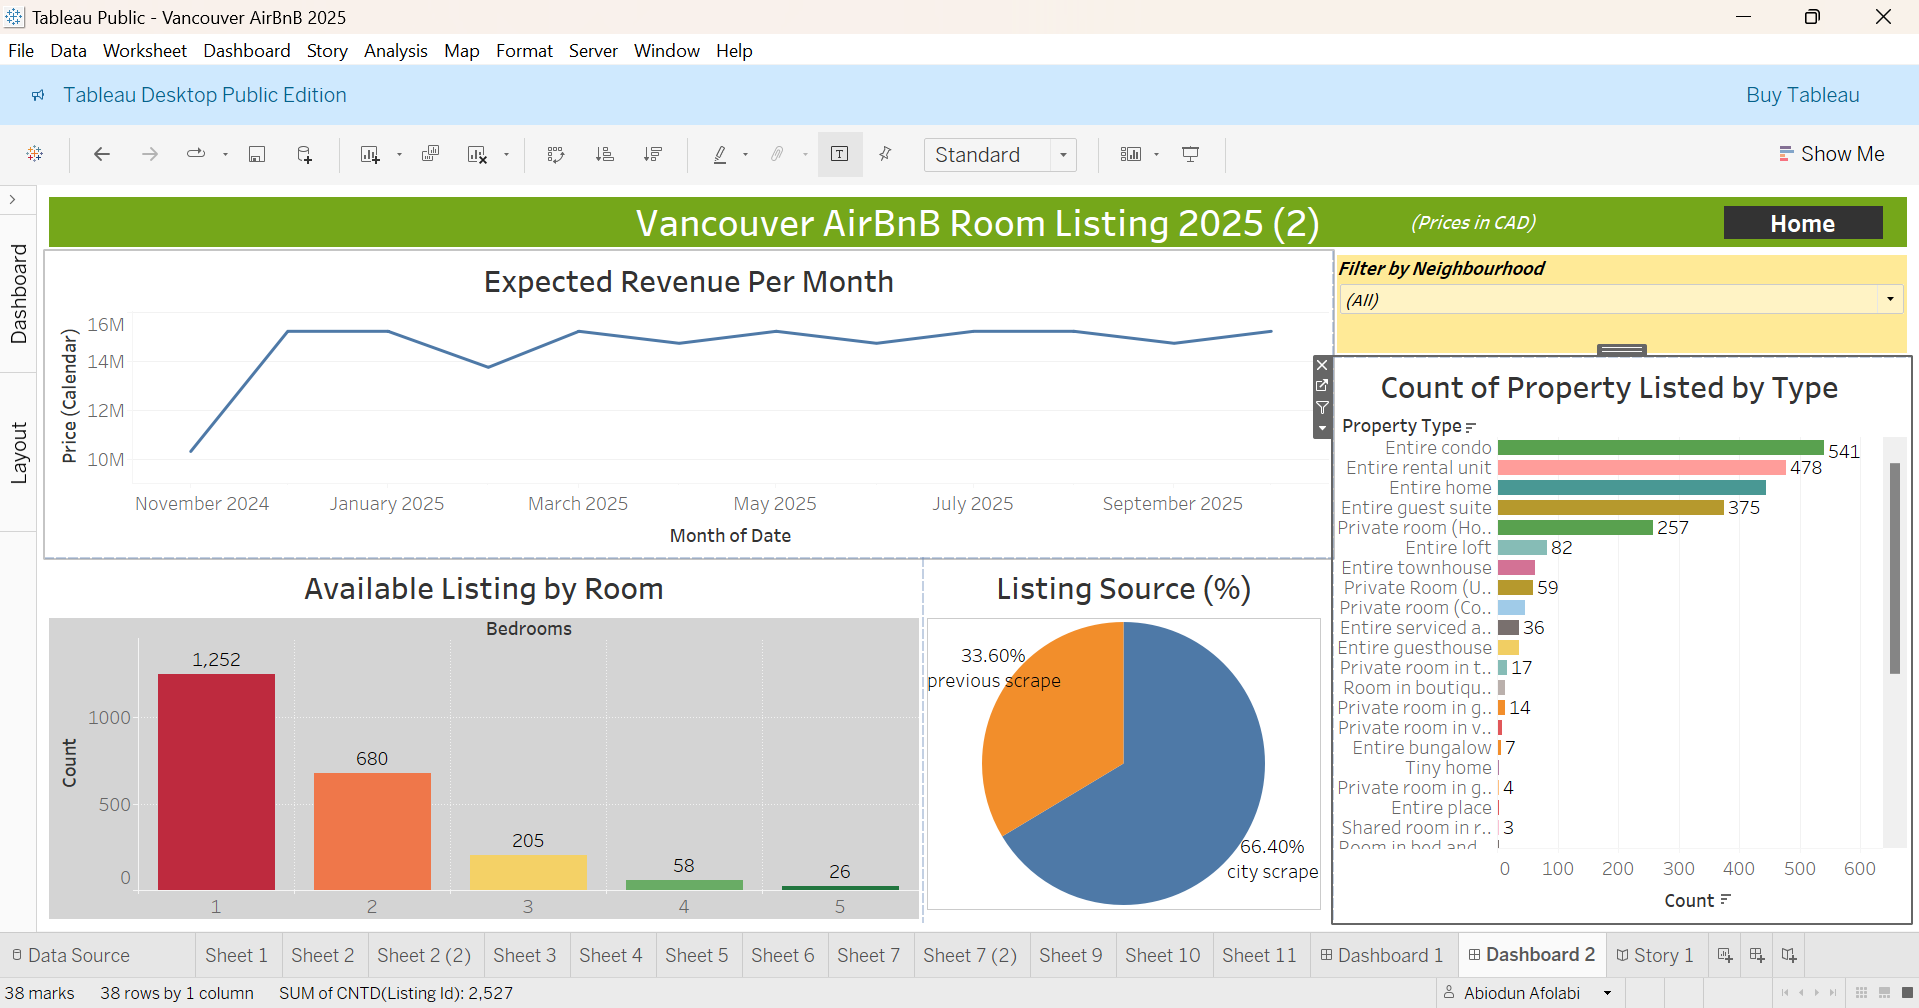 Tableau Public - Vancouver AirBnB 2025
File Data Worksheet Dashboard Story Analysis Map Format Server Window Help
Tableau Desktop Public Edition
Buy Tableau
Standard
Show Me
Dashboard
Layout
Vancouver AirBnB Room Listing 2025 (2)
(Prices in CAD)
Home
Expected Revenue Per Month
Price (Calendar)
16M
14M
12M
10M
November 2024 January 2025 March 2025 May 2025 July 2025 September 2025
Month of Date
Filter by Neighbourhood
(All)
Count of Property Listed by Type
Property Type
Entire condo 541
Entire rental unit 478
Entire home
Entire guest suite 375
Private room (Ho.. 257
Entire loft 82
Entire townhouse
Private Room (U.. 59
Private room (Co..
Entire serviced a.. 36
Entire guesthouse
Private room in t.. 17
Room in boutiqu..
Private room in g.. 14
Private room in v..
Entire bungalow 7
Tiny home
Private room in g.. 4
Entire place
Shared room in r.. 3
Room in bed and
0 100 200 300 400 500 600
Count
Available Listing by Room
Bedrooms
Count
1000
500
0
1,252
680
205
58
26
1 2 3 4 5
Listing Source (%)
33.60%
previous scrape
66.40%
city scrape
Data Source Sheet 1 Sheet 2 Sheet 2 (2) Sheet 3 Sheet 4 Sheet 5 Sheet 6 Sheet 7 Sheet 7 (2) Sheet 9 Sheet 10 Sheet 11 Dashboard 1 Dashboard 2 Story 1
38 marks 38 rows by 1 column SUM of CNTD(Listing Id): 2,527
Abiodun Afolabi